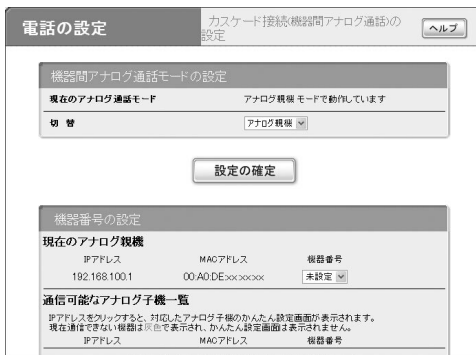 電話の設定
カスケード接続(機器間アナログ通話)の
設定
ヘルプ
機器間アナログ通話モードの設定
現在のアナログ通話モード アナログ親機 モードで動作しています
切 替 アナログ親機
設定の確定
機器番号の設定
現在のアナログ親機
IPアドレス MACアドレス 機器番号
192.168.100.1 00:A0:DE:xx:xx:xx 未設定
通信可能なアナログ子機一覧
IPアドレスをクリックすると、対応したアナログ子機のかんたん設定画面が表示されます。
現在通信できない機器は灰色で表示され、かんたん設定画面は表示されません。
IPアドレス MACアドレス 機器番号